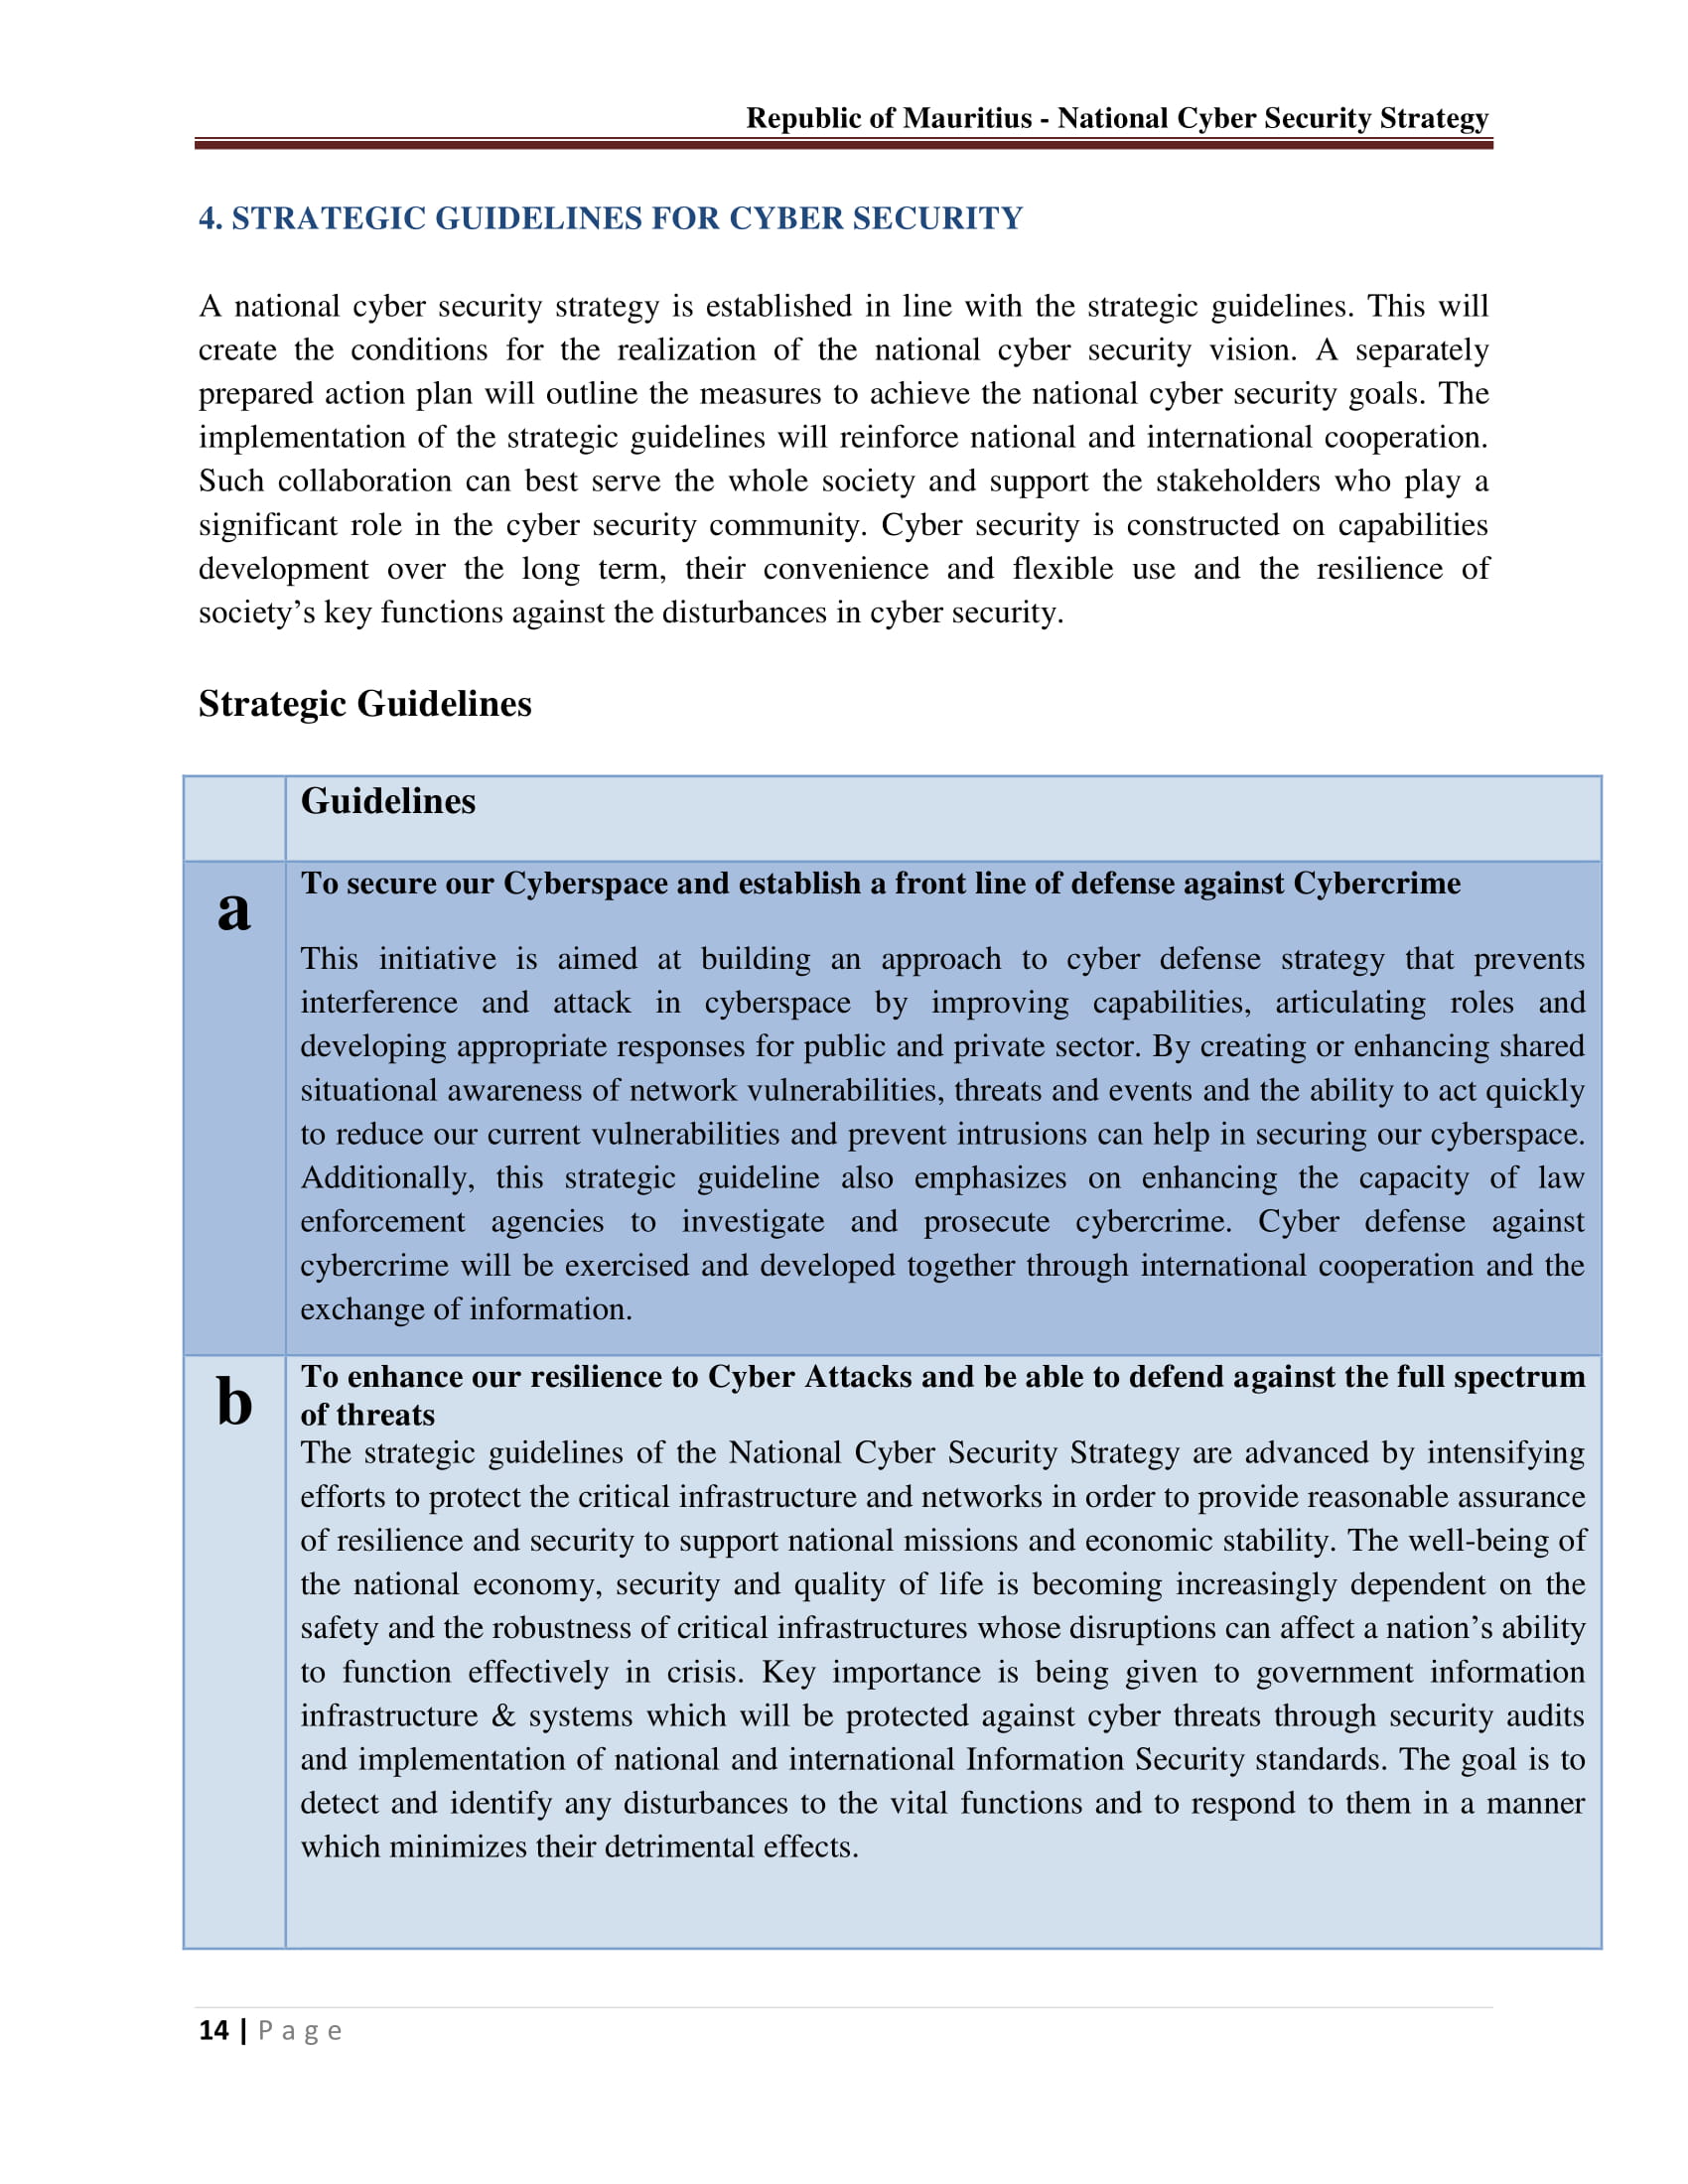 Republic of Mauritius - National Cyber Security Strategy
4. STRATEGIC GUIDELINES FOR CYBER SECURITY
A national cyber security strategy is established in line with the strategic guidelines. This will
create the conditions for the realization of the national cyber security vision. A separately
prepared action plan will outline the measures to achieve the national cyber security goals. The
implementation of the strategic guidelines will reinforce national and international cooperation.
Such collaboration can best serve the whole society and support the stakeholders who play a
significant role in the cyber security community. Cyber security is constructed on capabilities
development over the long term, their convenience and flexible use and the resilience of
society’s key functions against the disturbances in cyber security.
Strategic Guidelines
Guidelines
a
To secure our Cyberspace and establish a front line of defense against Cybercrime
This initiative is aimed at building an approach to cyber defense strategy that prevents
interference and attack in cyberspace by improving capabilities, articulating roles and
developing appropriate responses for public and private sector. By creating or enhancing shared
situational awareness of network vulnerabilities, threats and events and the ability to act quickly
to reduce our current vulnerabilities and prevent intrusions can help in securing our cyberspace.
Additionally, this strategic guideline also emphasizes on enhancing the capacity of law
enforcement agencies to investigate and prosecute cybercrime. Cyber defense against
cybercrime will be exercised and developed together through international cooperation and the
exchange of information.
b
To enhance our resilience to Cyber Attacks and be able to defend against the full spectrum
of threats
The strategic guidelines of the National Cyber Security Strategy are advanced by intensifying
efforts to protect the critical infrastructure and networks in order to provide reasonable assurance
of resilience and security to support national missions and economic stability. The well-being of
the national economy, security and quality of life is becoming increasingly dependent on the
safety and the robustness of critical infrastructures whose disruptions can affect a nation’s ability
to function effectively in crisis. Key importance is being given to government information
infrastructure & systems which will be protected against cyber threats through security audits
and implementation of national and international Information Security standards. The goal is to
detect and identify any disturbances to the vital functions and to respond to them in a manner
which minimizes their detrimental effects.
14 | Page